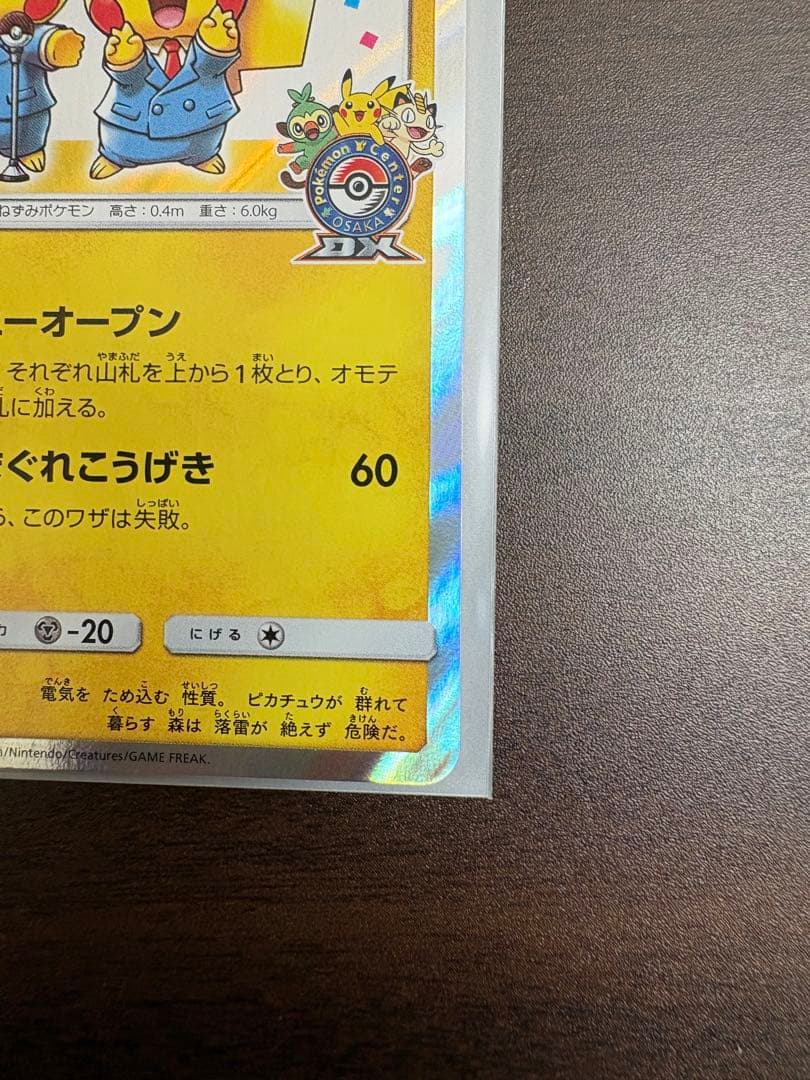 Pokémon Center
OSAKA
DX
ねずみポケモン 高さ：0.4m 重さ：6.0kg
ーオープン
それぞれ山札を上から1枚とり、オモテ
札に加える。
ぐれこうげき 60
、このワザは失敗。
-20 にげる
電気を ため込む 性質。 ピカチュウが 群れて
暮らす 森は 落雷が 絶えず 危険だ。
/Nintendo/Creatures/GAME FREAK.